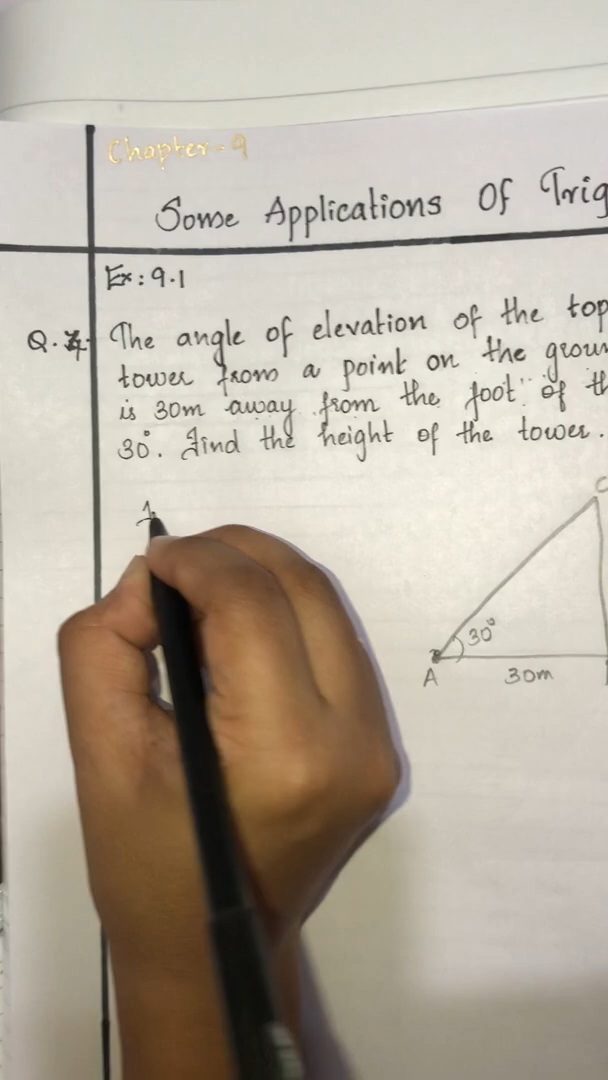 Chapter-9
Some Applications Of Trig
Ex: 9.1
Q. 4. The angle of elevation of the top
tower from a point on the groun
is 30m away from the foot of th
30°. Find the height of the tower.
C
30°
A 30m